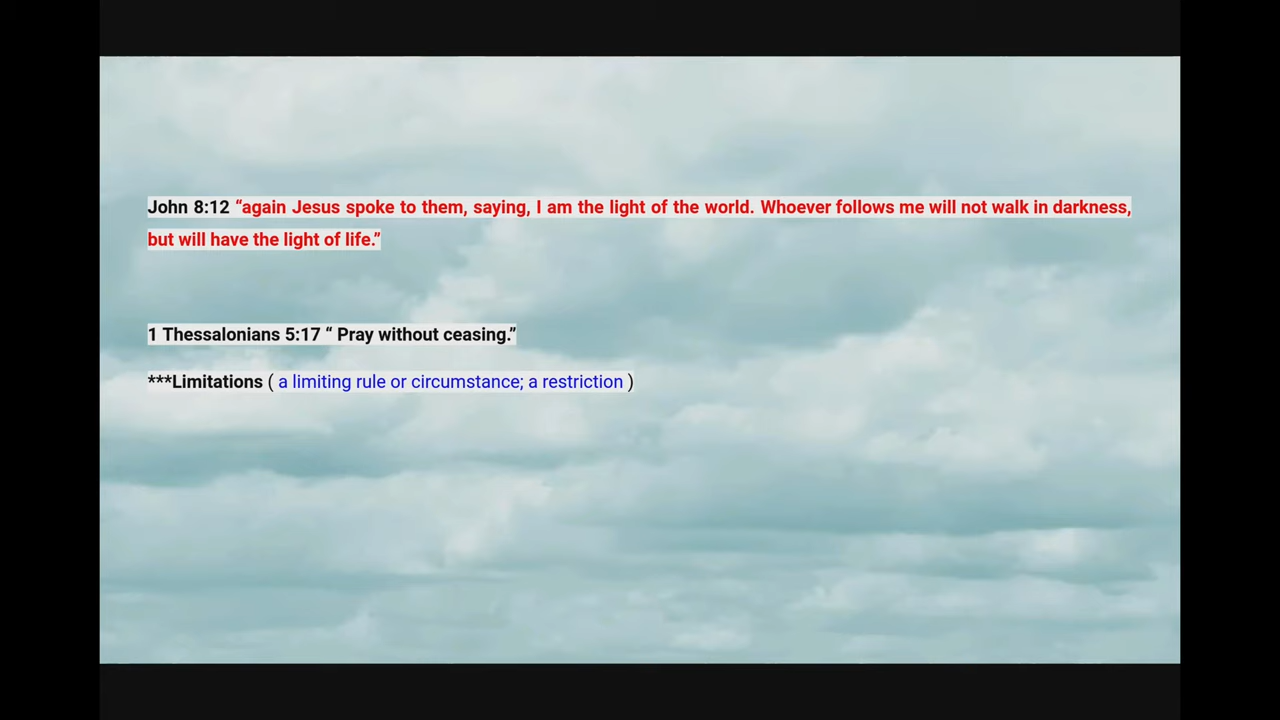 John 8:12 “again Jesus spoke to them, saying, I am the light of the world. Whoever follows me will not walk in darkness,
but will have the light of life.”
1 Thessalonians 5:17 “ Pray without ceasing.”
***Limitations ( a limiting rule or circumstance; a restriction )